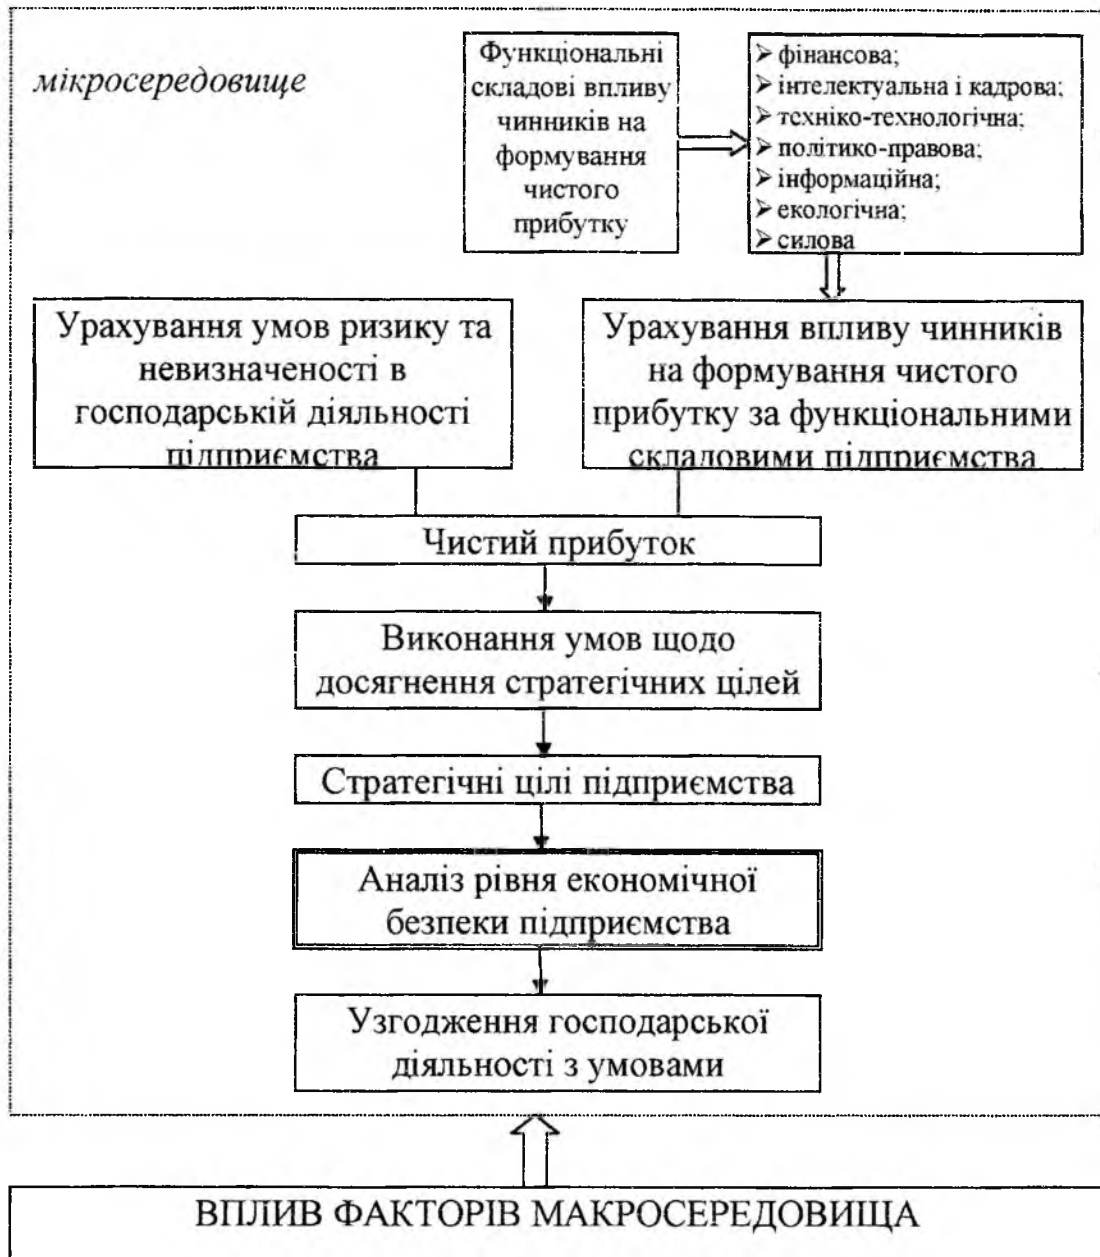 мікросередовище
Функціональні
складові впливу
чинників на
формування
чистого
прибутку
➢ фінансова;
➢ інтелектуальна і кадрова;
➢ техніко-технологічна;
➢ політико-правова;
➢ інформаційна;
➢ екологічна;
➢ силова
Урахування умов ризику та
невизначеності в
господарській діяльності
підприємства
Урахування впливу чинників
на формування чистого
прибутку за функціональними
складовими підприємства
Чистий прибуток
Виконання умов щодо
досягнення стратегічних цілей
Стратегічні цілі підприємства
Аналіз рівня економічної
безпеки підприємства
Узгодження господарської
діяльності з умовами
ВПЛИВ ФАКТОРІВ МАКРОСЕРЕДОВИЩА